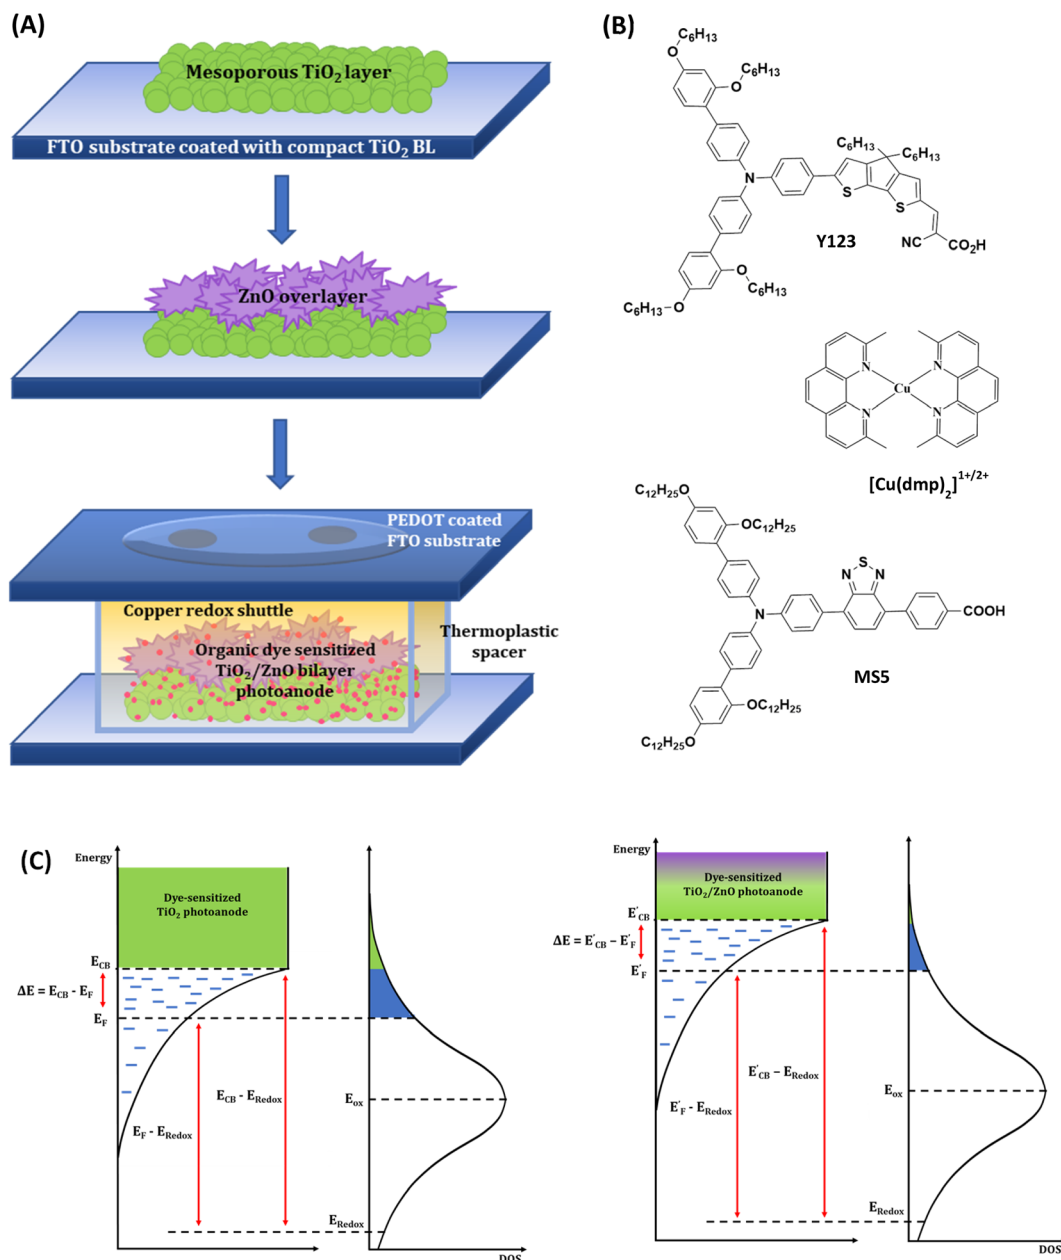 (A)
Mesoporous TiO2 layer
FTO substrate coated with compact TiO2 BL
ZnO overlayer
PEDOT coated
FTO substrate
Copper redox shuttle
Organic dye sensitized
TiO2/ZnO bilayer
photoanode
Thermoplastic
spacer
(B)
C6H13
O
C6H13
O
C6H13
C6H13
N
S
S
Y123
NC
CO2H
O
C6H13
C6H13
O
N
N
Cu
N
N
[Cu(dmp)2]1+/2+
C12H25
O
OC12H25
S
N
N
N
COOH
MS5
OC12H25
C12H25O
(C)
Energy
Dye-sensitized
TiO2 photoanode
ECB
ΔE = ECB - EF
EF
ECB - ERedox
EF - ERedox
Eox
ERedox
DOS
Energy
Dye-sensitized
TiO2/ZnO photoanode
E'CB
ΔE = E'CB – E'F
E'F
E'CB – ERedox
E'F - ERedox
Eox
ERedox
DOS